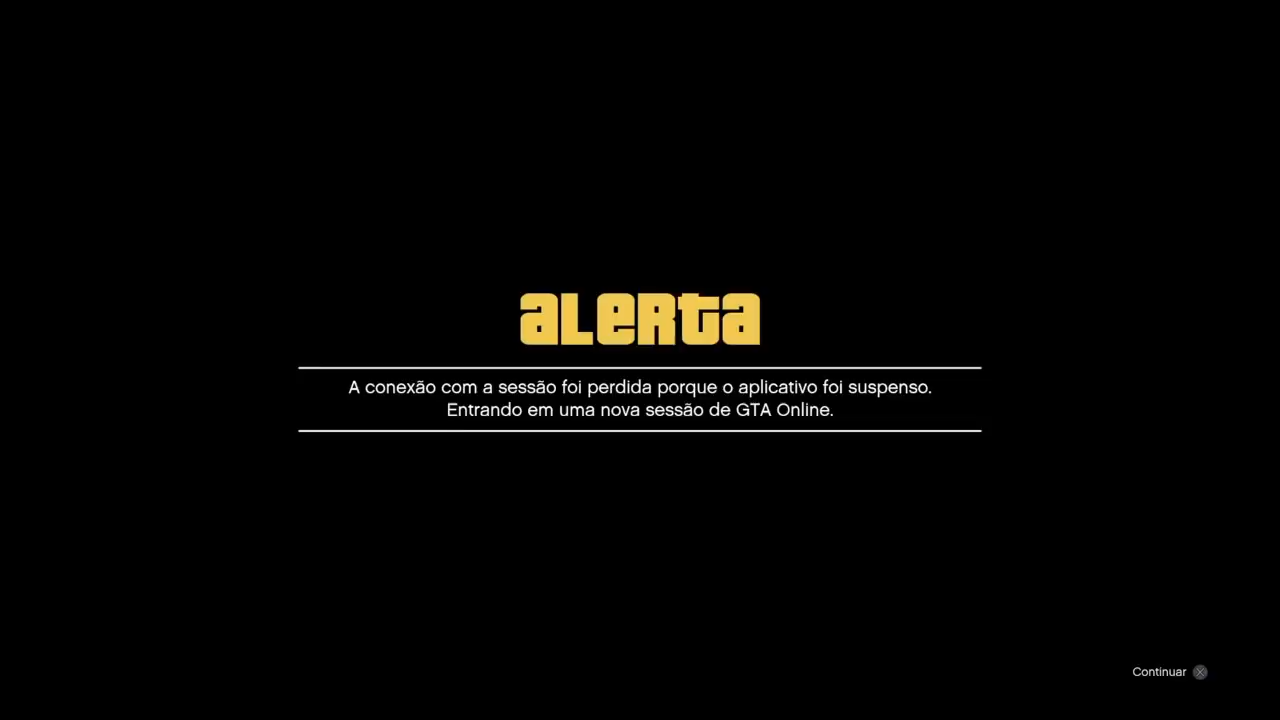 ALERTA
A conexão com a sessão foi perdida porque o aplicativo foi suspenso.
Entrando em uma nova sessão de GTA Online.
Continuar